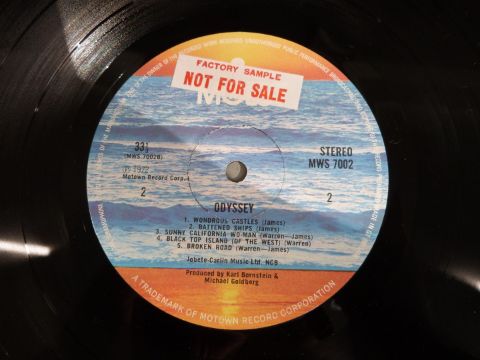 FACTORY SAMPLE
NOT FOR SALE
33⅓
(MWS 7002B)
℗ 1972
Motown Record Corp.
2
STEREO
MWS 7002
2
ODYSSEY
1. WONDROUS CASTLES (James)
2. BATTENED SHIPS (James)
3. SUNNY CALIFORNIA WOMAN (Warren—James)
4. BLACK TOP ISLAND (OF THE WEST) (Warren)
5. BROKEN ROAD (Warren—James)
Jobete-Carlin Music Ltd. NCB
Produced by Karl Bornstein &
Michael Goldberg
A TRADEMARK OF MOTOWN RECORD CORPORATION